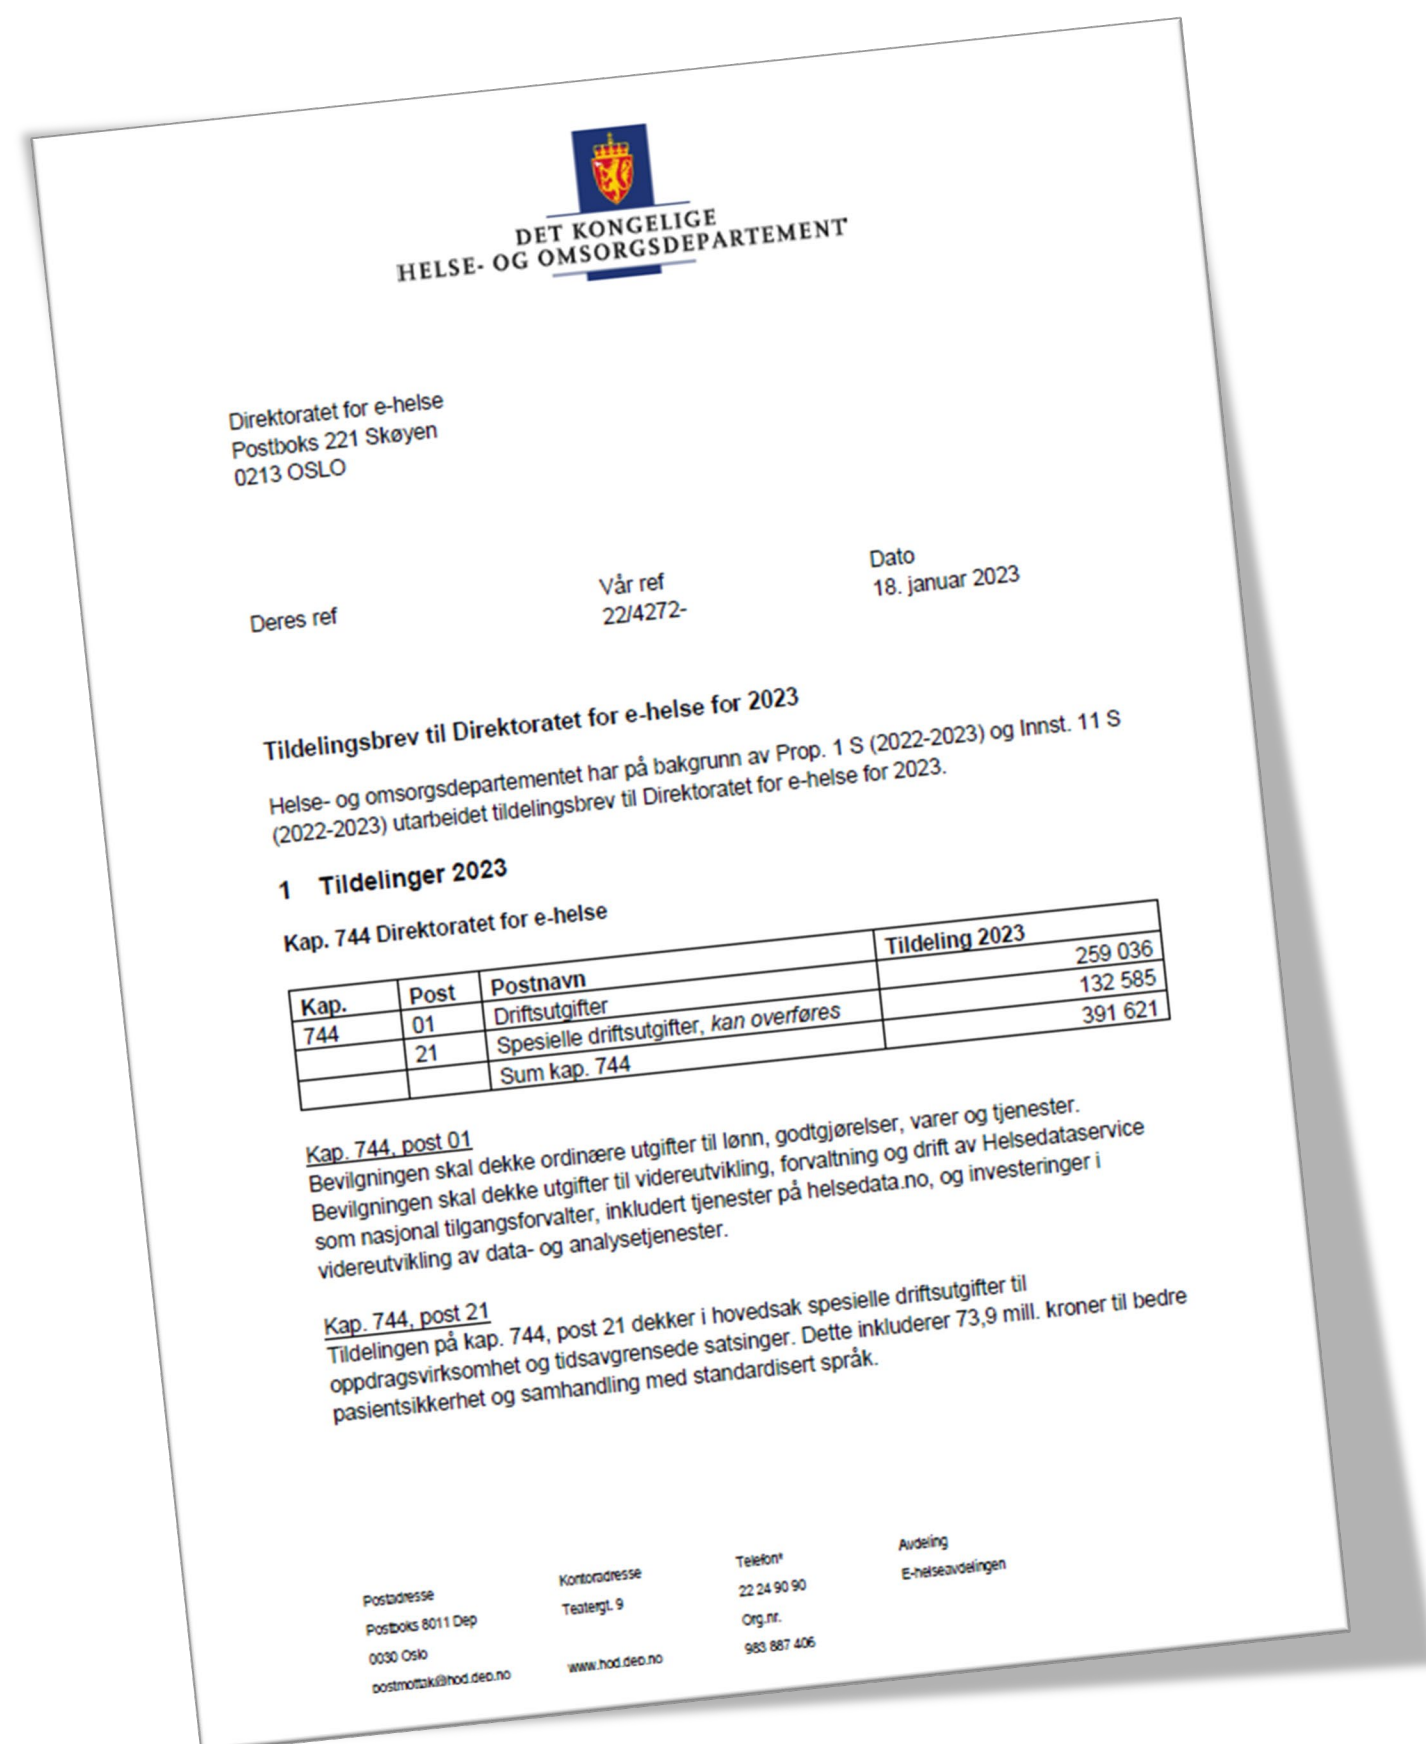 DET KONGELIGE
HELSE- OG OMSORGSDEPARTEMENT
Direktoratet for e-helse
Postboks 221 Skøyen
0213 OSLO
Deres ref
Vår ref
22/4272-
Dato
18. januar 2023
Tildelingsbrev til Direktoratet for e-helse for 2023
Helse- og omsorgsdepartementet har på bakgrunn av Prop. 1 S (2022-2023) og Innst. 11 S
(2022-2023) utarbeidet tildelingsbrev til Direktoratet for e-helse for 2023.
1 Tildelinger 2023
Kap. 744 Direktoratet for e-helse
Kap. Post Postnavn Tildeling 2023
744 01 Driftsutgifter 259 036
21 Spesielle driftsutgifter, kan overføres 132 585
Sum kap. 744 391 621
Kap. 744, post 01
Bevilgningen skal dekke ordinære utgifter til lønn, godtgjørelser, varer og tjenester.
Bevilgningen skal dekke utgifter til videreutvikling, forvaltning og drift av Helsedataservice
som nasjonal tilgangsforvalter, inkludert tjenester på helsedata.no, og investeringer i
videreutvikling av data- og analysetjenester.
Kap. 744, post 21
Tildelingen på kap. 744, post 21 dekker i hovedsak spesielle driftsutgifter til
oppdragsvirksomhet og tidsavgrensede satsinger. Dette inkluderer 73,9 mill. kroner til bedre
pasientsikkerhet og samhandling med standardisert språk.
Postadresse
Postboks 8011 Dep
0030 Oslo
postmottak@hod.dep.no
Kontoradresse
Teatergt. 9
www.hod.dep.no
Telefon*
22 24 90 90
Org.nr.
983 887 406
Avdeling
E-helseavdelingen